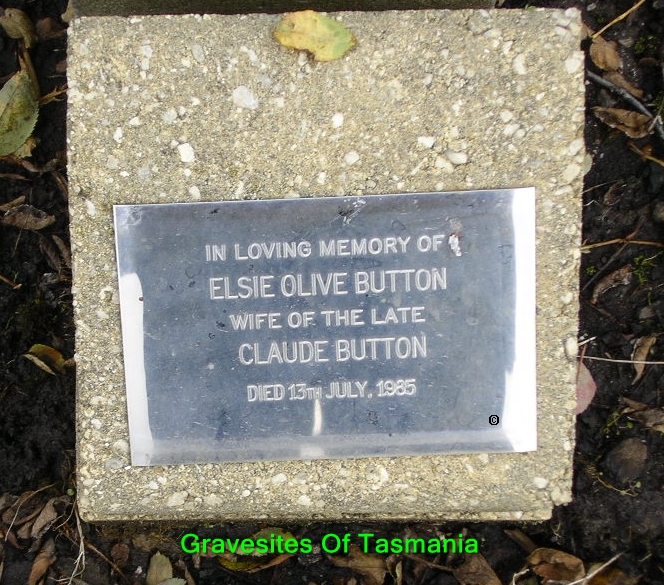 IN LOVING MEMORY OF
ELSIE OLIVE BUTTON
WIFE OF THE LATE
CLAUDE BUTTON
DIED 13TH JULY, 1985
©
Gravesites Of Tasmania